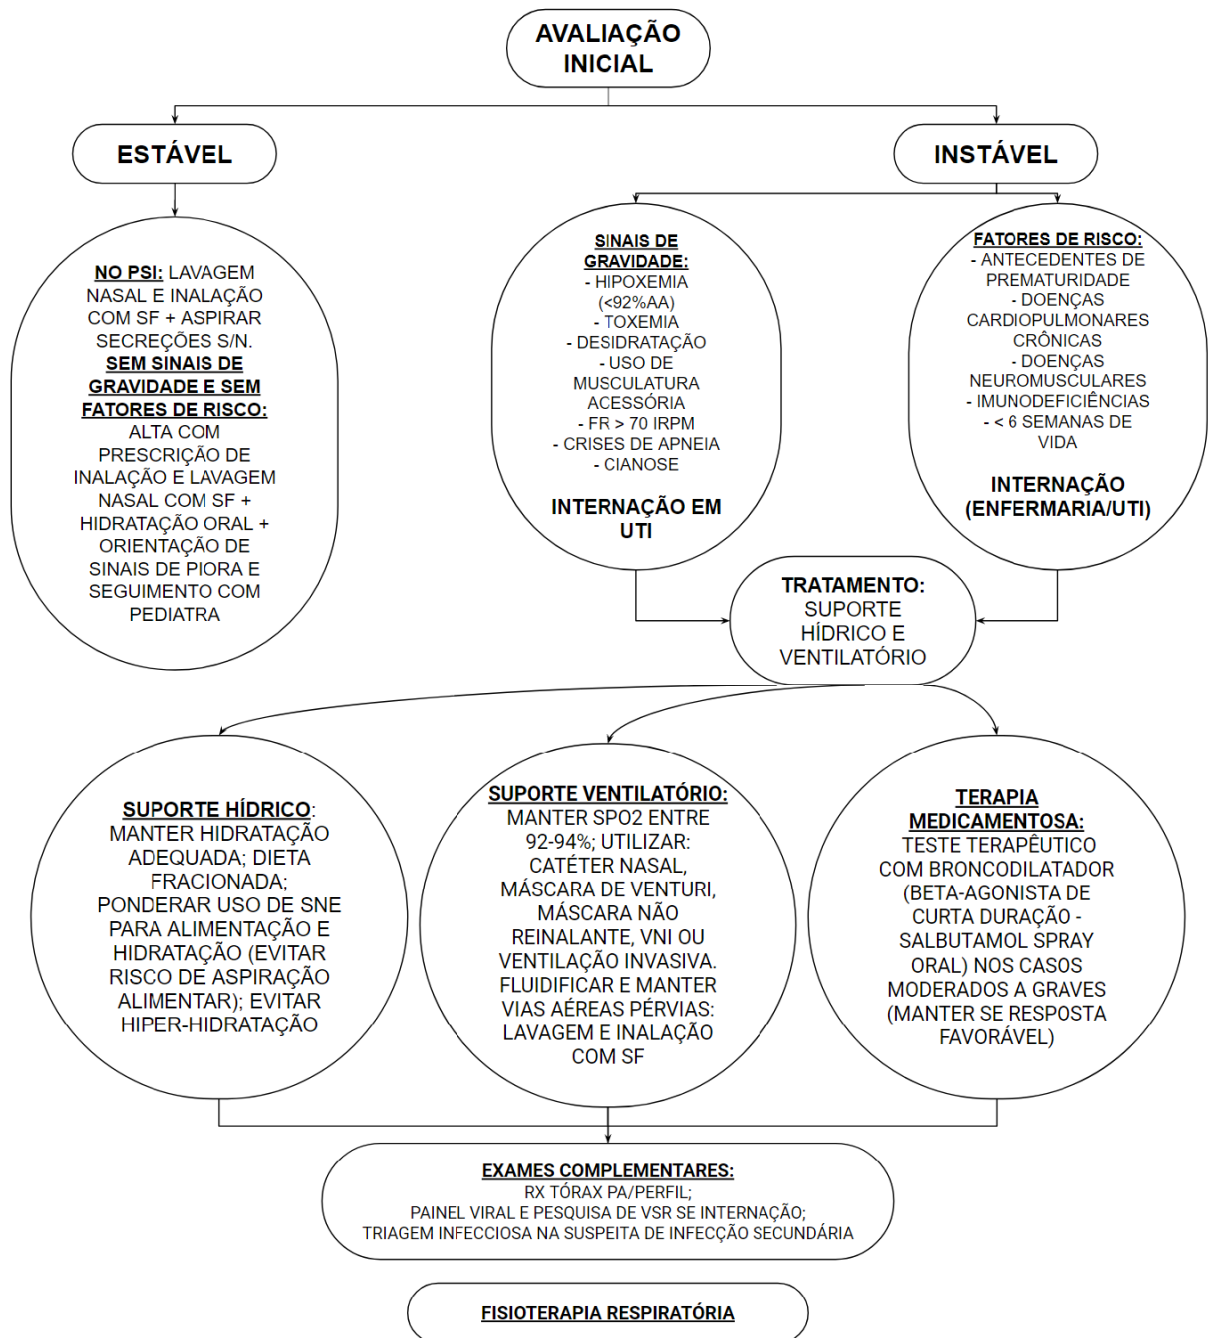 AVALIAÇÃO
INICIAL
ESTÁVEL
INSTÁVEL
NO PSI: LAVAGEM
NASAL E INALAÇÃO
COM SF + ASPIRAR
SECREÇÕES S/N.
SEM SINAIS DE
GRAVIDADE E SEM
FATORES DE RISCO:
ALTA COM
PRESCRIÇÃO DE
INALAÇÃO E LAVAGEM
NASAL COM SF +
HIDRATAÇÃO ORAL +
ORIENTAÇÃO DE
SINAIS DE PIORA E
SEGUIMENTO COM
PEDIATRA
SINAIS DE
GRAVIDADE:
- HIPOXEMIA
(<92%AA)
- TOXEMIA
- DESIDRATAÇÃO
- USO DE
MUSCULATURA
ACESSÓRIA
- FR > 70 IRPM
- CRISES DE APNEIA
- CIANOSE
INTERNAÇÃO EM
UTI
FATORES DE RISCO:
- ANTECEDENTES DE
PREMATURIDADE
- DOENÇAS
CARDIOPULMONARES
CRÔNICAS
- DOENÇAS
NEUROMUSCULARES
- IMUNODEFICIÊNCIAS
- < 6 SEMANAS DE
VIDA
INTERNAÇÃO
(ENFERMARIA/UTI)
TRATAMENTO:
SUPORTE
HÍDRICO E
VENTILATÓRIO
SUPORTE HÍDRICO:
MANTER HIDRATAÇÃO
ADEQUADA; DIETA
FRACIONADA;
PONDERAR USO DE SNE
PARA ALIMENTAÇÃO E
HIDRATAÇÃO (EVITAR
RISCO DE ASPIRAÇÃO
ALIMENTAR); EVITAR
HIPER-HIDRATAÇÃO
SUPORTE VENTILATÓRIO:
MANTER SPO2 ENTRE
92-94%; UTILIZAR:
CATÉTER NASAL,
MÁSCARA DE VENTURI,
MÁSCARA NÃO
REINALANTE, VNI OU
VENTILAÇÃO INVASIVA.
FLUIDIFICAR E MANTER
VIAS AÉREAS PÉRVIAS:
LAVAGEM E INALAÇÃO
COM SF
TERAPIA
MEDICAMENTOSA:
TESTE TERAPÊUTICO
COM BRONCODILATADOR
(BETA-AGONISTA DE
CURTA DURAÇÃO -
SALBUTAMOL SPRAY
ORAL) NOS CASOS
MODERADOS A GRAVES
(MANTER SE RESPOSTA
FAVORÁVEL)
EXAMES COMPLEMENTARES:
RX TÓRAX PA/PERFIL;
PAINEL VIRAL E PESQUISA DE VSR SE INTERNAÇÃO;
TRIAGEM INFECCIOSA NA SUSPEITA DE INFECÇÃO SECUNDÁRIA
FISIOTERAPIA RESPIRATÓRIA